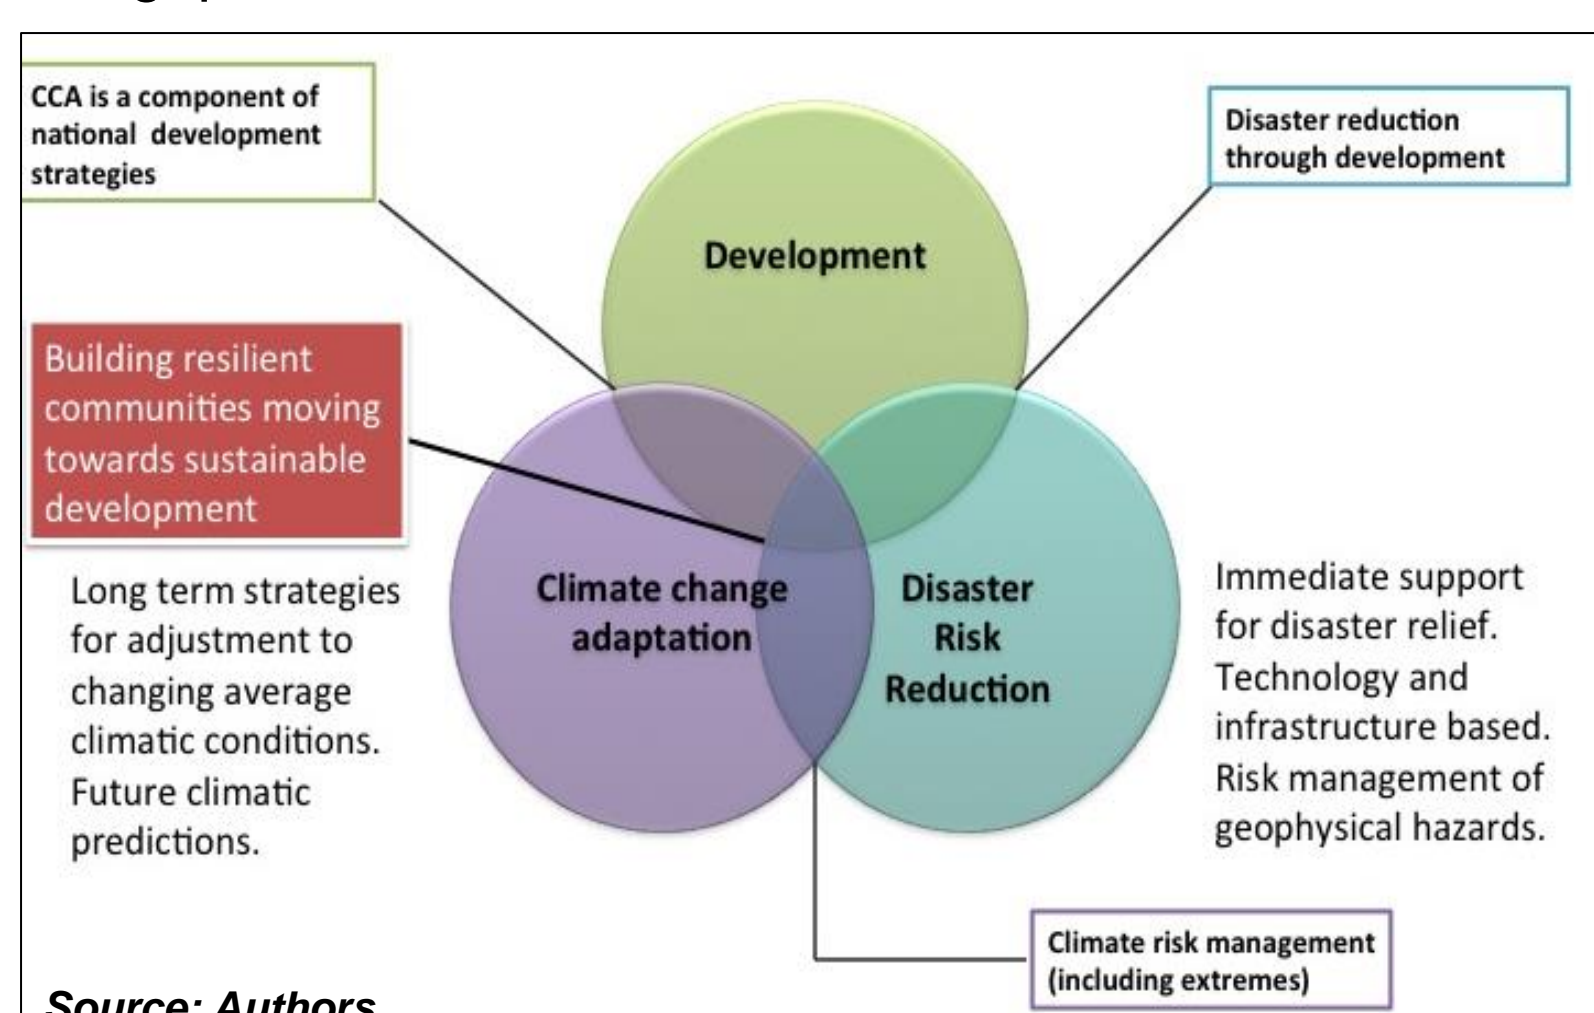 CCA is a component of
national development
strategies
Disaster reduction
through development
Development
Building resilient
communities moving
towards sustainable
development
Climate change
adaptation
Disaster
Risk
Reduction
Long term strategies
for adjustment to
changing average
climatic conditions.
Future climatic
predictions.
Immediate support
for disaster relief.
Technology and
infrastructure based.
Risk management of
geophysical hazards.
Climate risk management
(including extremes)
Source: Authors